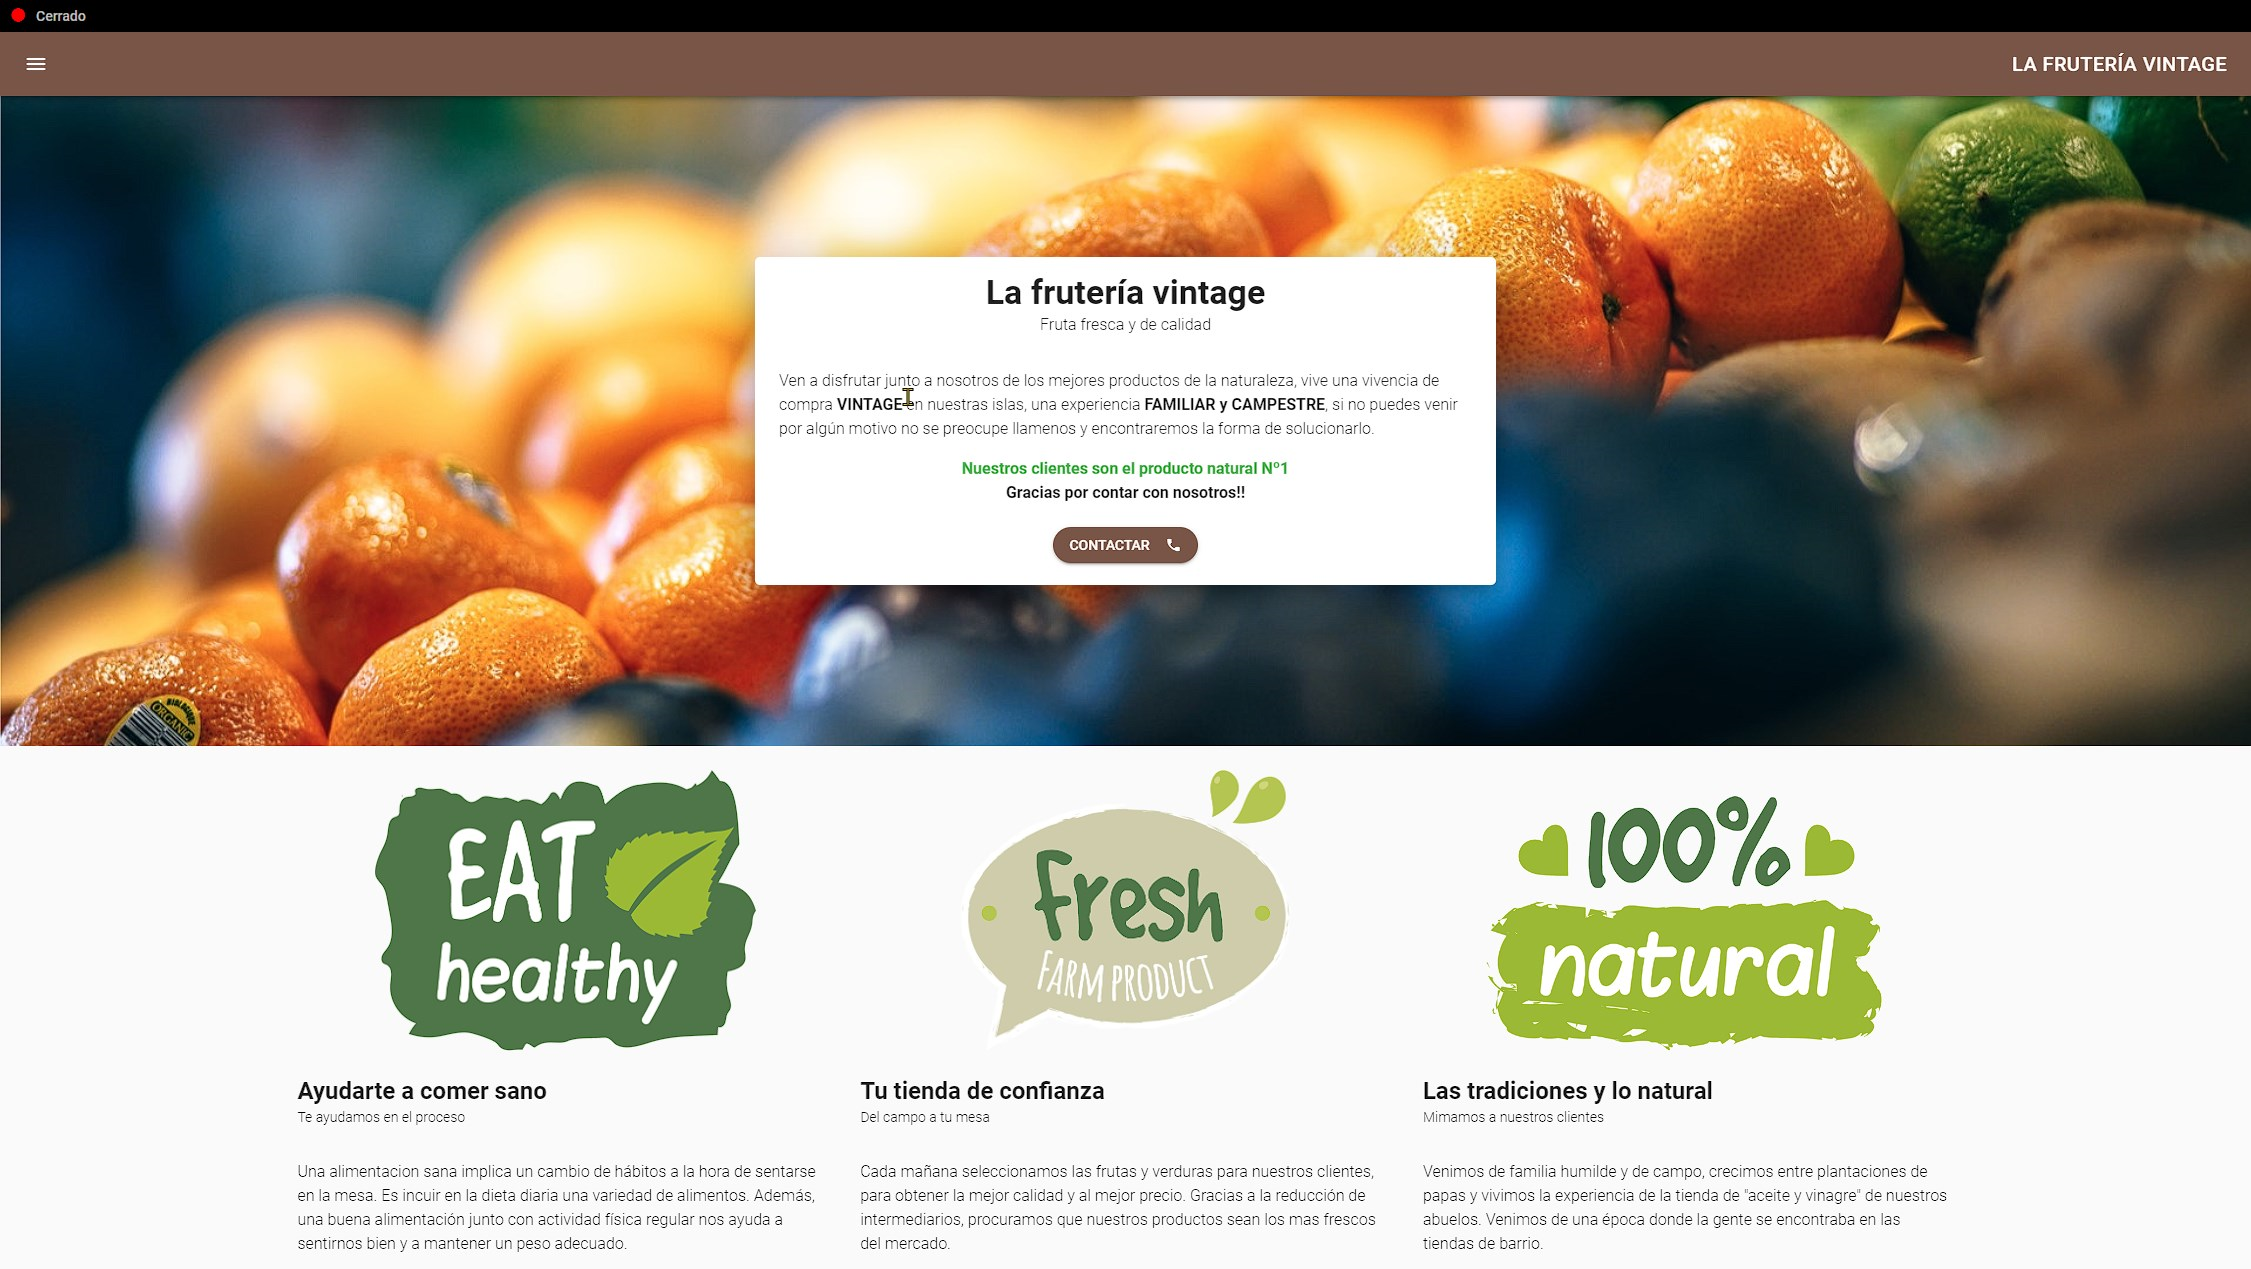 Cerrado
LA FRUTERÍA VINTAGE
La frutería vintage
Fruta fresca y de calidad
Ven a disfrutar junto a nosotros de los mejores productos de la naturaleza, vive una vivencia de
compra VINTAGE en nuestras islas, una experiencia FAMILIAR y CAMPESTRE, si no puedes venir
por algún motivo no se preocupe llamenos y encontraremos la forma de solucionarlo.
Nuestros clientes son el producto natural Nº1
Gracias por contar con nosotros!!
CONTACTAR
BIOLOGIQUE
ORGANIC
EAT
healthy
fresh
FARM PRODUCT
100%
natural
Ayudarte a comer sano
Te ayudamos en el proceso
Una alimentacion sana implica un cambio de hábitos a la hora de sentarse
en la mesa. Es incuir en la dieta diaria una variedad de alimentos. Además,
una buena alimentación junto con actividad física regular nos ayuda a
sentirnos bien y a mantener un peso adecuado.
Tu tienda de confianza
Del campo a tu mesa
Cada mañana seleccionamos las frutas y verduras para nuestros clientes,
para obtener la mejor calidad y al mejor precio. Gracias a la reducción de
intermediarios, procuramos que nuestros productos sean los mas frescos
del mercado.
Las tradiciones y lo natural
Mimamos a nuestros clientes
Venimos de familia humilde y de campo, crecimos entre plantaciones de
papas y vivimos la experiencia de la tienda de "aceite y vinagre" de nuestros
abuelos. Venimos de una época donde la gente se encontraba en las
tiendas de barrio.